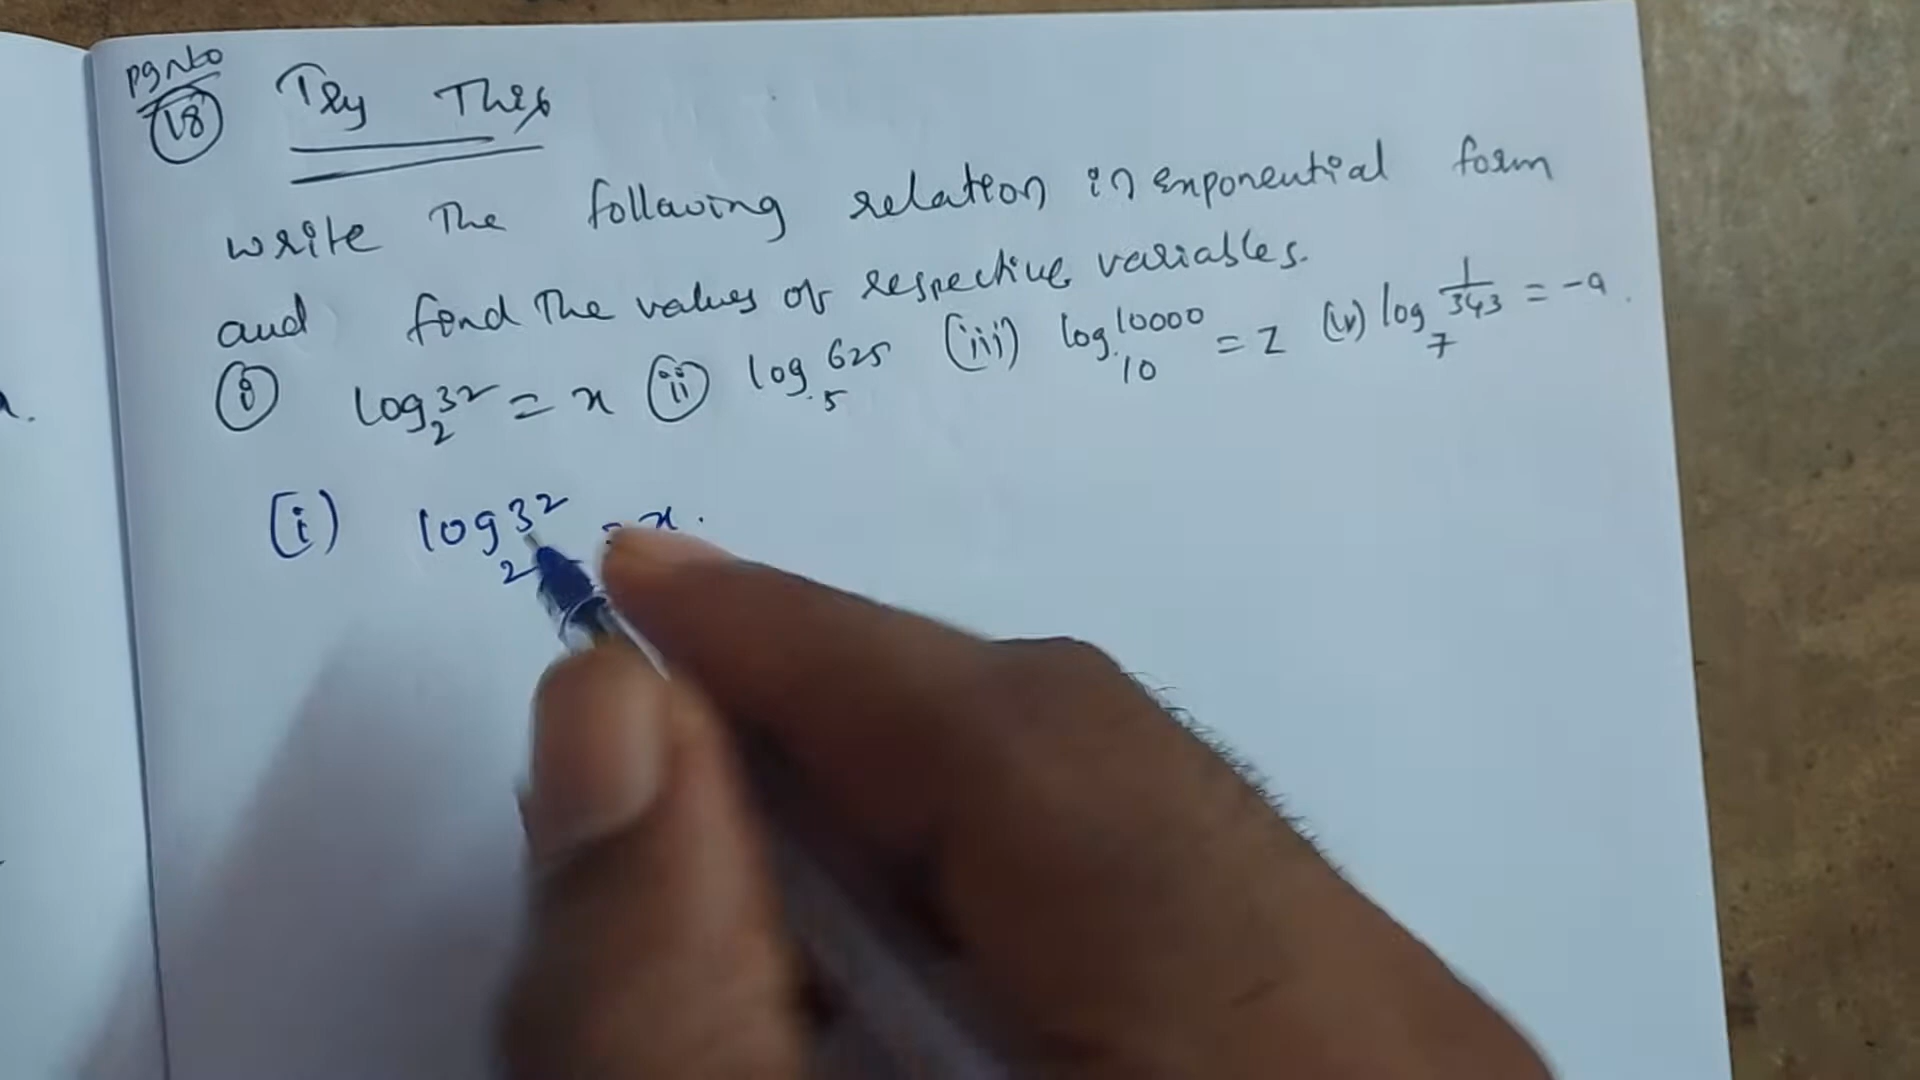 pg no
18 Try This
write The following relation in exponential form
and find The values of respective variables.
(i) log₂32 = x (ii) log₅625 (iii) log₁₀10000 = z (iv) log₇ 1/343 = -a.
(i) log₂32 = x.